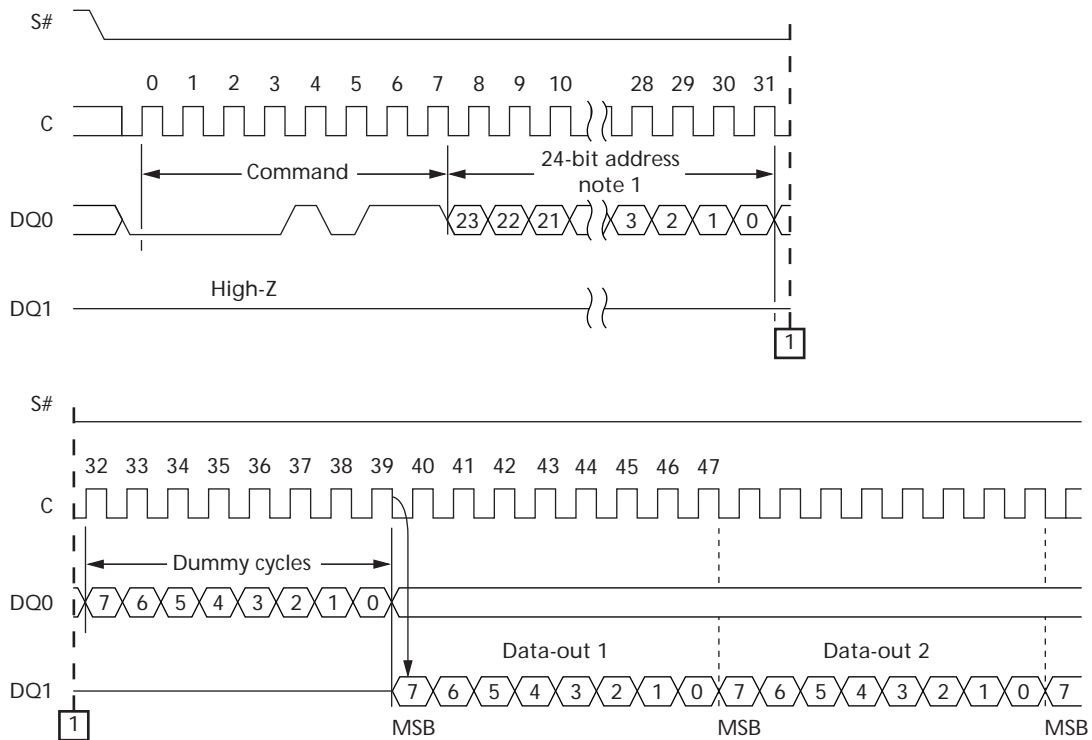 S#
0 1 2 3 4 5 6 7 8 9 10 28 29 30 31
C
Command
24-bit address
note 1
DQ0
23 22 21 3 2 1 0
High-Z
DQ1
1
S#
32 33 34 35 36 37 38 39 40 41 42 43 44 45 46 47
C
Dummy cycles
DQ0
7 6 5 4 3 2 1 0
Data-out 1 Data-out 2
DQ1
7 6 5 4 3 2 1 0 7 6 5 4 3 2 1 0 7
1
MSB MSB MSB